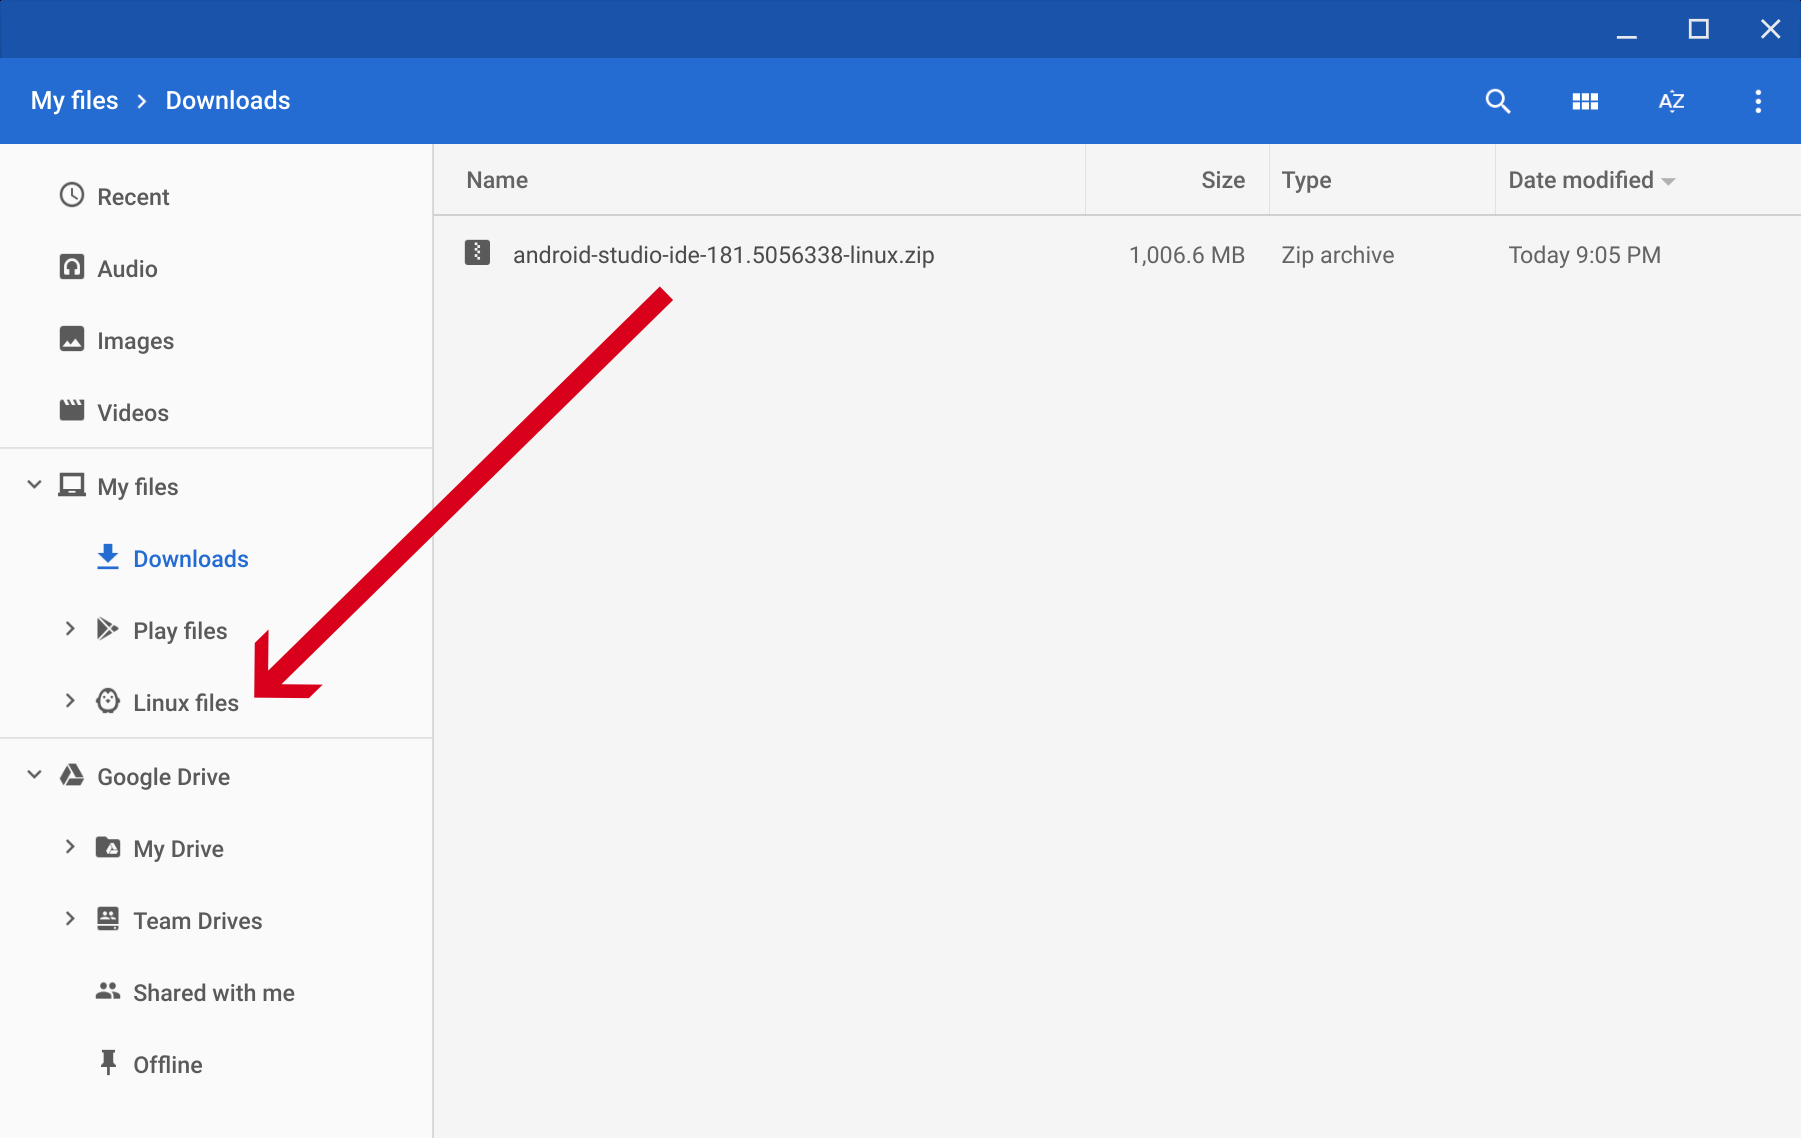 My files > Downloads
AZ
Recent
Audio
Images
Videos
My files
Downloads
Play files
Linux files
Google Drive
My Drive
Team Drives
Shared with me
Offline
Name Size Type Date modified
android-studio-ide-181.5056338-linux.zip 1,006.6 MB Zip archive Today 9:05 PM